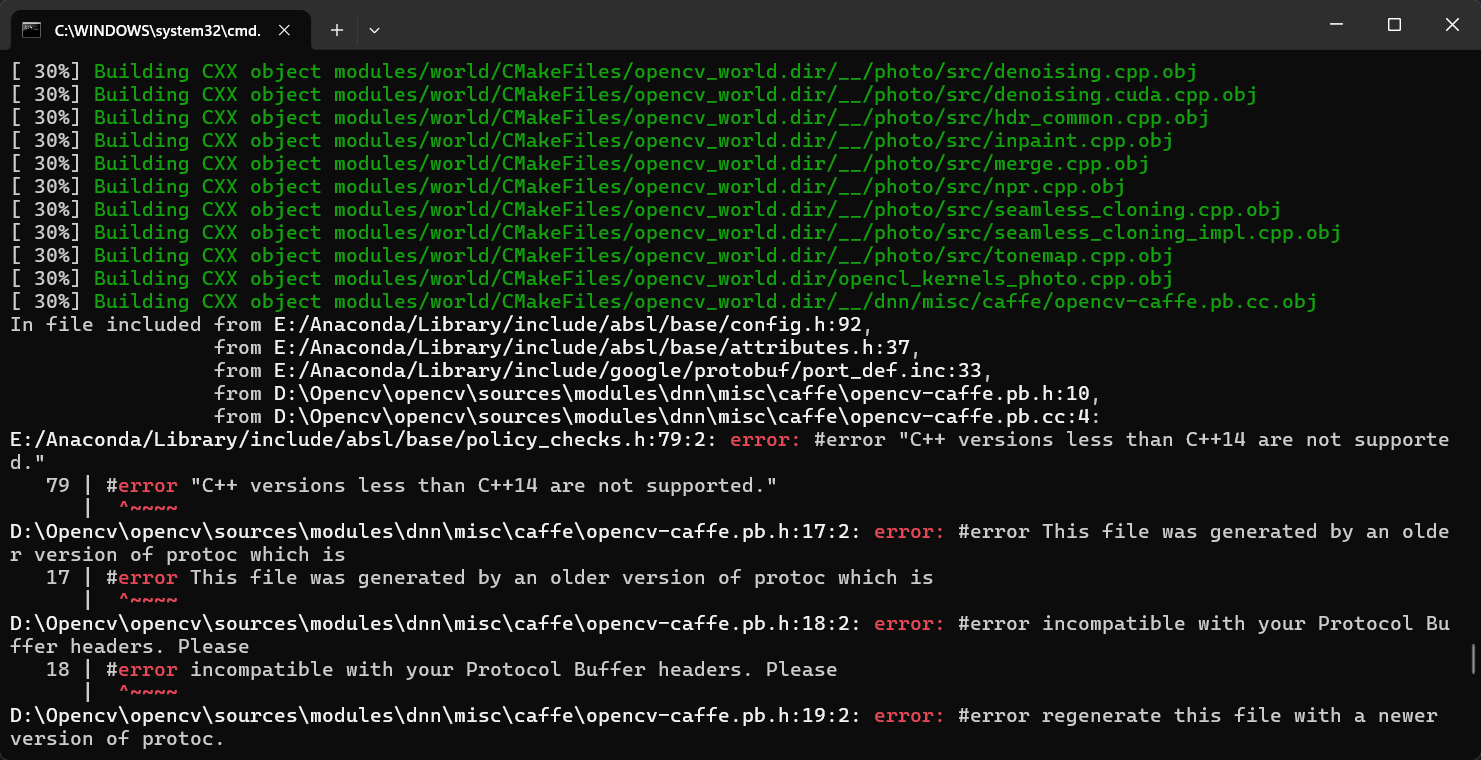 C:\WINDOWS\system32\cmd.
[ 30%] Building CXX object modules/world/CMakeFiles/opencv_world.dir/__/photo/src/denoising.cpp.obj
[ 30%] Building CXX object modules/world/CMakeFiles/opencv_world.dir/__/photo/src/denoising.cuda.cpp.obj
[ 30%] Building CXX object modules/world/CMakeFiles/opencv_world.dir/__/photo/src/hdr_common.cpp.obj
[ 30%] Building CXX object modules/world/CMakeFiles/opencv_world.dir/__/photo/src/inpaint.cpp.obj
[ 30%] Building CXX object modules/world/CMakeFiles/opencv_world.dir/__/photo/src/merge.cpp.obj
[ 30%] Building CXX object modules/world/CMakeFiles/opencv_world.dir/__/photo/src/npr.cpp.obj
[ 30%] Building CXX object modules/world/CMakeFiles/opencv_world.dir/__/photo/src/seamless_cloning.cpp.obj
[ 30%] Building CXX object modules/world/CMakeFiles/opencv_world.dir/__/photo/src/seamless_cloning_impl.cpp.obj
[ 30%] Building CXX object modules/world/CMakeFiles/opencv_world.dir/__/photo/src/tonemap.cpp.obj
[ 30%] Building CXX object modules/world/CMakeFiles/opencv_world.dir/opencl_kernels_photo.cpp.obj
[ 30%] Building CXX object modules/world/CMakeFiles/opencv_world.dir/__/dnn/misc/caffe/opencv-caffe.pb.cc.obj
In file included from E:/Anaconda/Library/include/absl/base/config.h:92,
                 from E:/Anaconda/Library/include/absl/base/attributes.h:37,
                 from E:/Anaconda/Library/include/google/protobuf/port_def.inc:33,
                 from D:\Opencv\opencv\sources\modules\dnn\misc\caffe\opencv-caffe.pb.h:10,
                 from D:\Opencv\opencv\sources\modules\dnn\misc\caffe\opencv-caffe.pb.cc:4:
E:/Anaconda/Library/include/absl/base/policy_checks.h:79:2: error: #error "C++ versions less than C++14 are not supporte
d."
   79 | #error "C++ versions less than C++14 are not supported."
      |  ^~~~~
D:\Opencv\opencv\sources\modules\dnn\misc\caffe\opencv-caffe.pb.h:17:2: error: #error This file was generated by an olde
r version of protoc which is
   17 | #error This file was generated by an older version of protoc which is
      |  ^~~~~
D:\Opencv\opencv\sources\modules\dnn\misc\caffe\opencv-caffe.pb.h:18:2: error: #error incompatible with your Protocol Bu
ffer headers. Please
   18 | #error incompatible with your Protocol Buffer headers. Please
      |  ^~~~~
D:\Opencv\opencv\sources\modules\dnn\misc\caffe\opencv-caffe.pb.h:19:2: error: #error regenerate this file with a newer
version of protoc.